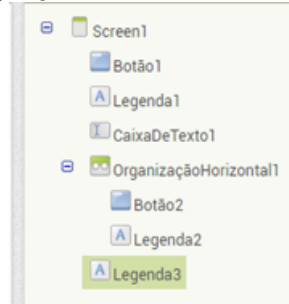 Screen1
Botão1
A Legenda1
I CaixaDeTexto1
OrganizaçãoHorizontal1
Botão2
A Legenda2
A Legenda3